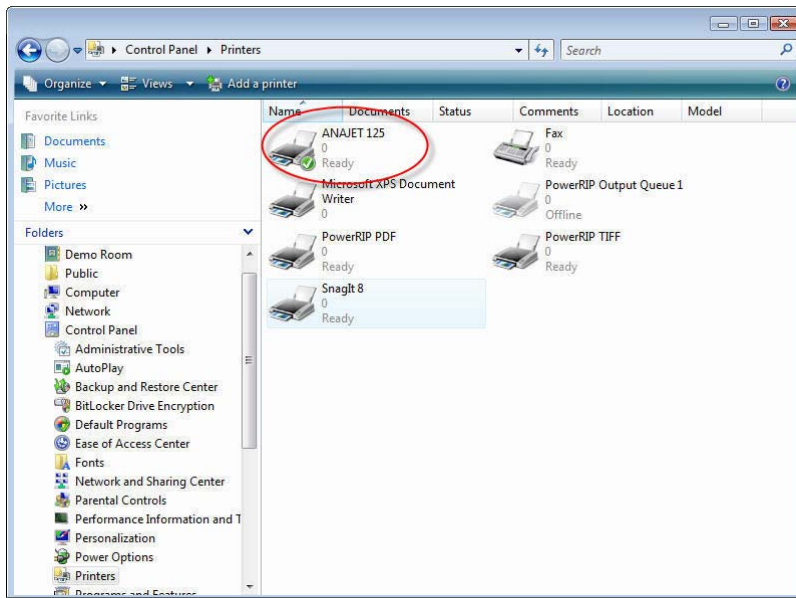 Control Panel Printers
Search
Organize Views Add a printer
Favorite Links
Documents
Music
Pictures
More »
Folders
Demo Room
Public
Computer
Network
Control Panel
Administrative Tools
AutoPlay
Backup and Restore Center
BitLocker Drive Encryption
Default Programs
Ease of Access Center
Fonts
Network and Sharing Center
Parental Controls
Performance Information and T
Personalization
Power Options
Printers
Programs and Features
Name Documents Status Comments Location Model
ANAJET 125
0
Ready
Fax
0
Ready
Microsoft XPS Document
Writer
0
PowerRIP Output Queue 1
0
Offline
PowerRIP PDF
0
Ready
PowerRIP TIFF
0
Ready
SnagIt 8
0
Ready